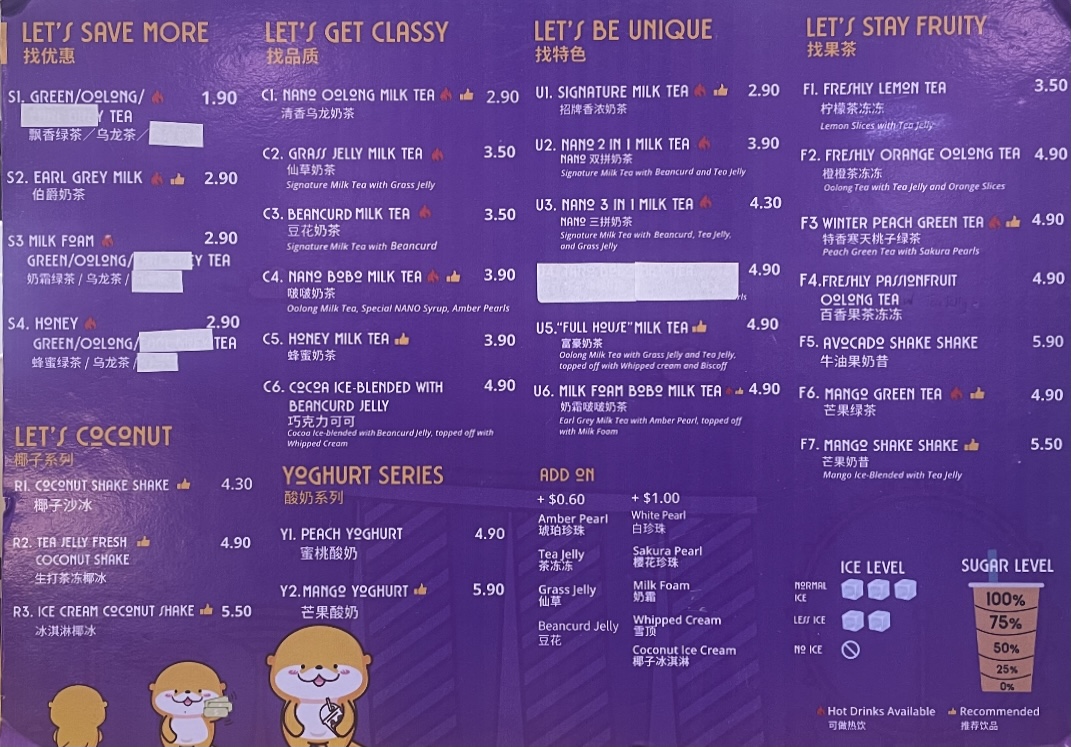 LET'S SAVE MORE
找优惠
S1. GREEN/OOLONG/ 1.90
Y TEA
飘香绿茶／乌龙茶／
S2. EARL GREY MILK 2.90
伯爵奶茶
S3 MILK FOAM 2.90
GREEN/OOLONG/ EY TEA
奶霜绿茶 / 乌龙茶 /
S4. HONEY 2.90
GREEN/OOLONG/ TEA
蜂蜜绿茶 / 乌龙茶 /
LET'S COCONUT
椰子系列
R1. COCONUT SHAKE SHAKE 4.30
椰子沙冰
R2. TEA JELLY FRESH 4.90
COCONUT SHAKE
生打茶冻椰冰
R3. ICE CREAM COCONUT SHAKE 5.50
冰淇淋椰冰
LET'S GET CLASSY
找品质
C1. NANO OOLONG MILK TEA 2.90
清香乌龙奶茶
C2. GRASS JELLY MILK TEA 3.50
仙草奶茶
Signature Milk Tea with Grass Jelly
C3. BEANCURD MILK TEA 3.50
豆花奶茶
Signature Milk Tea with Beancurd
C4. NANO BOBO MILK TEA 3.90
啵啵奶茶
Oolong Milk Tea, Special NANO Syrup, Amber Pearls
C5. HONEY MILK TEA 3.90
蜂蜜奶茶
C6. COCOA ICE-BLENDED WITH 4.90
BEANCURD JELLY
巧克力可可
Cocoa Ice-blended with Beancurd Jelly, topped off with
Whipped Cream
YOGHURT SERIES
酸奶系列
Y1. PEACH YOGHURT 4.90
蜜桃酸奶
Y2. MANGO YOGHURT 5.90
芒果酸奶
LET'S BE UNIQUE
找特色
U1. SIGNATURE MILK TEA 2.90
招牌香浓奶茶
U2. NANO 2 IN 1 MILK TEA 3.90
NANO 双拼奶茶
Signature Milk Tea with Beancurd and Tea Jelly
U3. NANO 3 IN 1 MILK TEA 4.30
NANO 三拼奶茶
Signature Milk Tea with Beancurd, Tea Jelly,
and Grass Jelly
4.90
rls
U5. "FULL HOUSE" MILK TEA 4.90
富豪奶茶
Oolong Milk Tea with Grass Jelly and Tea Jelly,
topped off with Whipped cream and Biscoff
U6. MILK FOAM BOBO MILK TEA 4.90
奶霜啵啵奶茶
Earl Grey Milk Tea with Amber Pearl, topped off
with Milk Foam
ADD ON
+ $0.60
Amber Pearl
琥珀珍珠
Tea Jelly
茶冻冻
Grass Jelly
仙草
Beancurd Jelly
豆花
+ $1.00
White Pearl
白珍珠
Sakura Pearl
樱花珍珠
Milk Foam
奶霜
Whipped Cream
雪顶
Coconut Ice Cream
椰子冰淇淋
LET'S STAY FRUITY
找果茶
F1. FRESHLY LEMON TEA 3.50
柠檬茶冻冻
Lemon Slices with Tea Jelly
F2. FRESHLY ORANGE OOLONG TEA 4.90
橙橙茶冻冻
Oolong Tea with Tea Jelly and Orange Slices
F3 WINTER PEACH GREEN TEA 4.90
特香寒天桃子绿茶
Peach Green Tea with Sakura Pearls
F4. FRESHLY PASSIONFRUIT 4.90
OOLONG TEA
百香果茶冻冻
F5. AVOCADO SHAKE SHAKE 5.90
牛油果奶昔
F6. MANGO GREEN TEA 4.90
芒果绿茶
F7. MANGO SHAKE SHAKE 5.50
芒果奶昔
Mango Ice-Blended with Tea Jelly
ICE LEVEL
NORMAL
ICE
LESS ICE
NO ICE
SUGAR LEVEL
100%
75%
50%
25%
0%
Hot Drinks Available
可做热饮
Recommended
推荐饮品